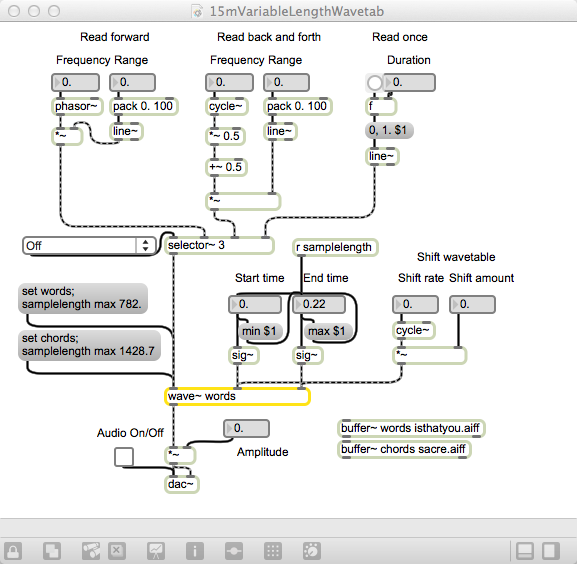 15mVariableLengthWavetab
Read forward
Read back and forth
Read once
Frequency Range
Frequency Range
Duration
0.
0.
0.
0.
0.
phasor~
pack 0. 100
cycle~
pack 0. 100
f
*~
line~
*~ 0.5
line~
0, 1. $1
+~ 0.5
line~
*~
Off
selector~ 3
r samplelength
Shift wavetable
Start time
End time
Shift rate
Shift amount
set words;
samplelength max 782.
0.
0.22
0.
0.
min $1
max $1
cycle~
set chords;
samplelength max 1428.7
sig~
sig~
*~
wave~ words
Audio On/Off
0.
buffer~ words isthatyou.aiff
Amplitude
buffer~ chords sacre.aiff
*~
dac~